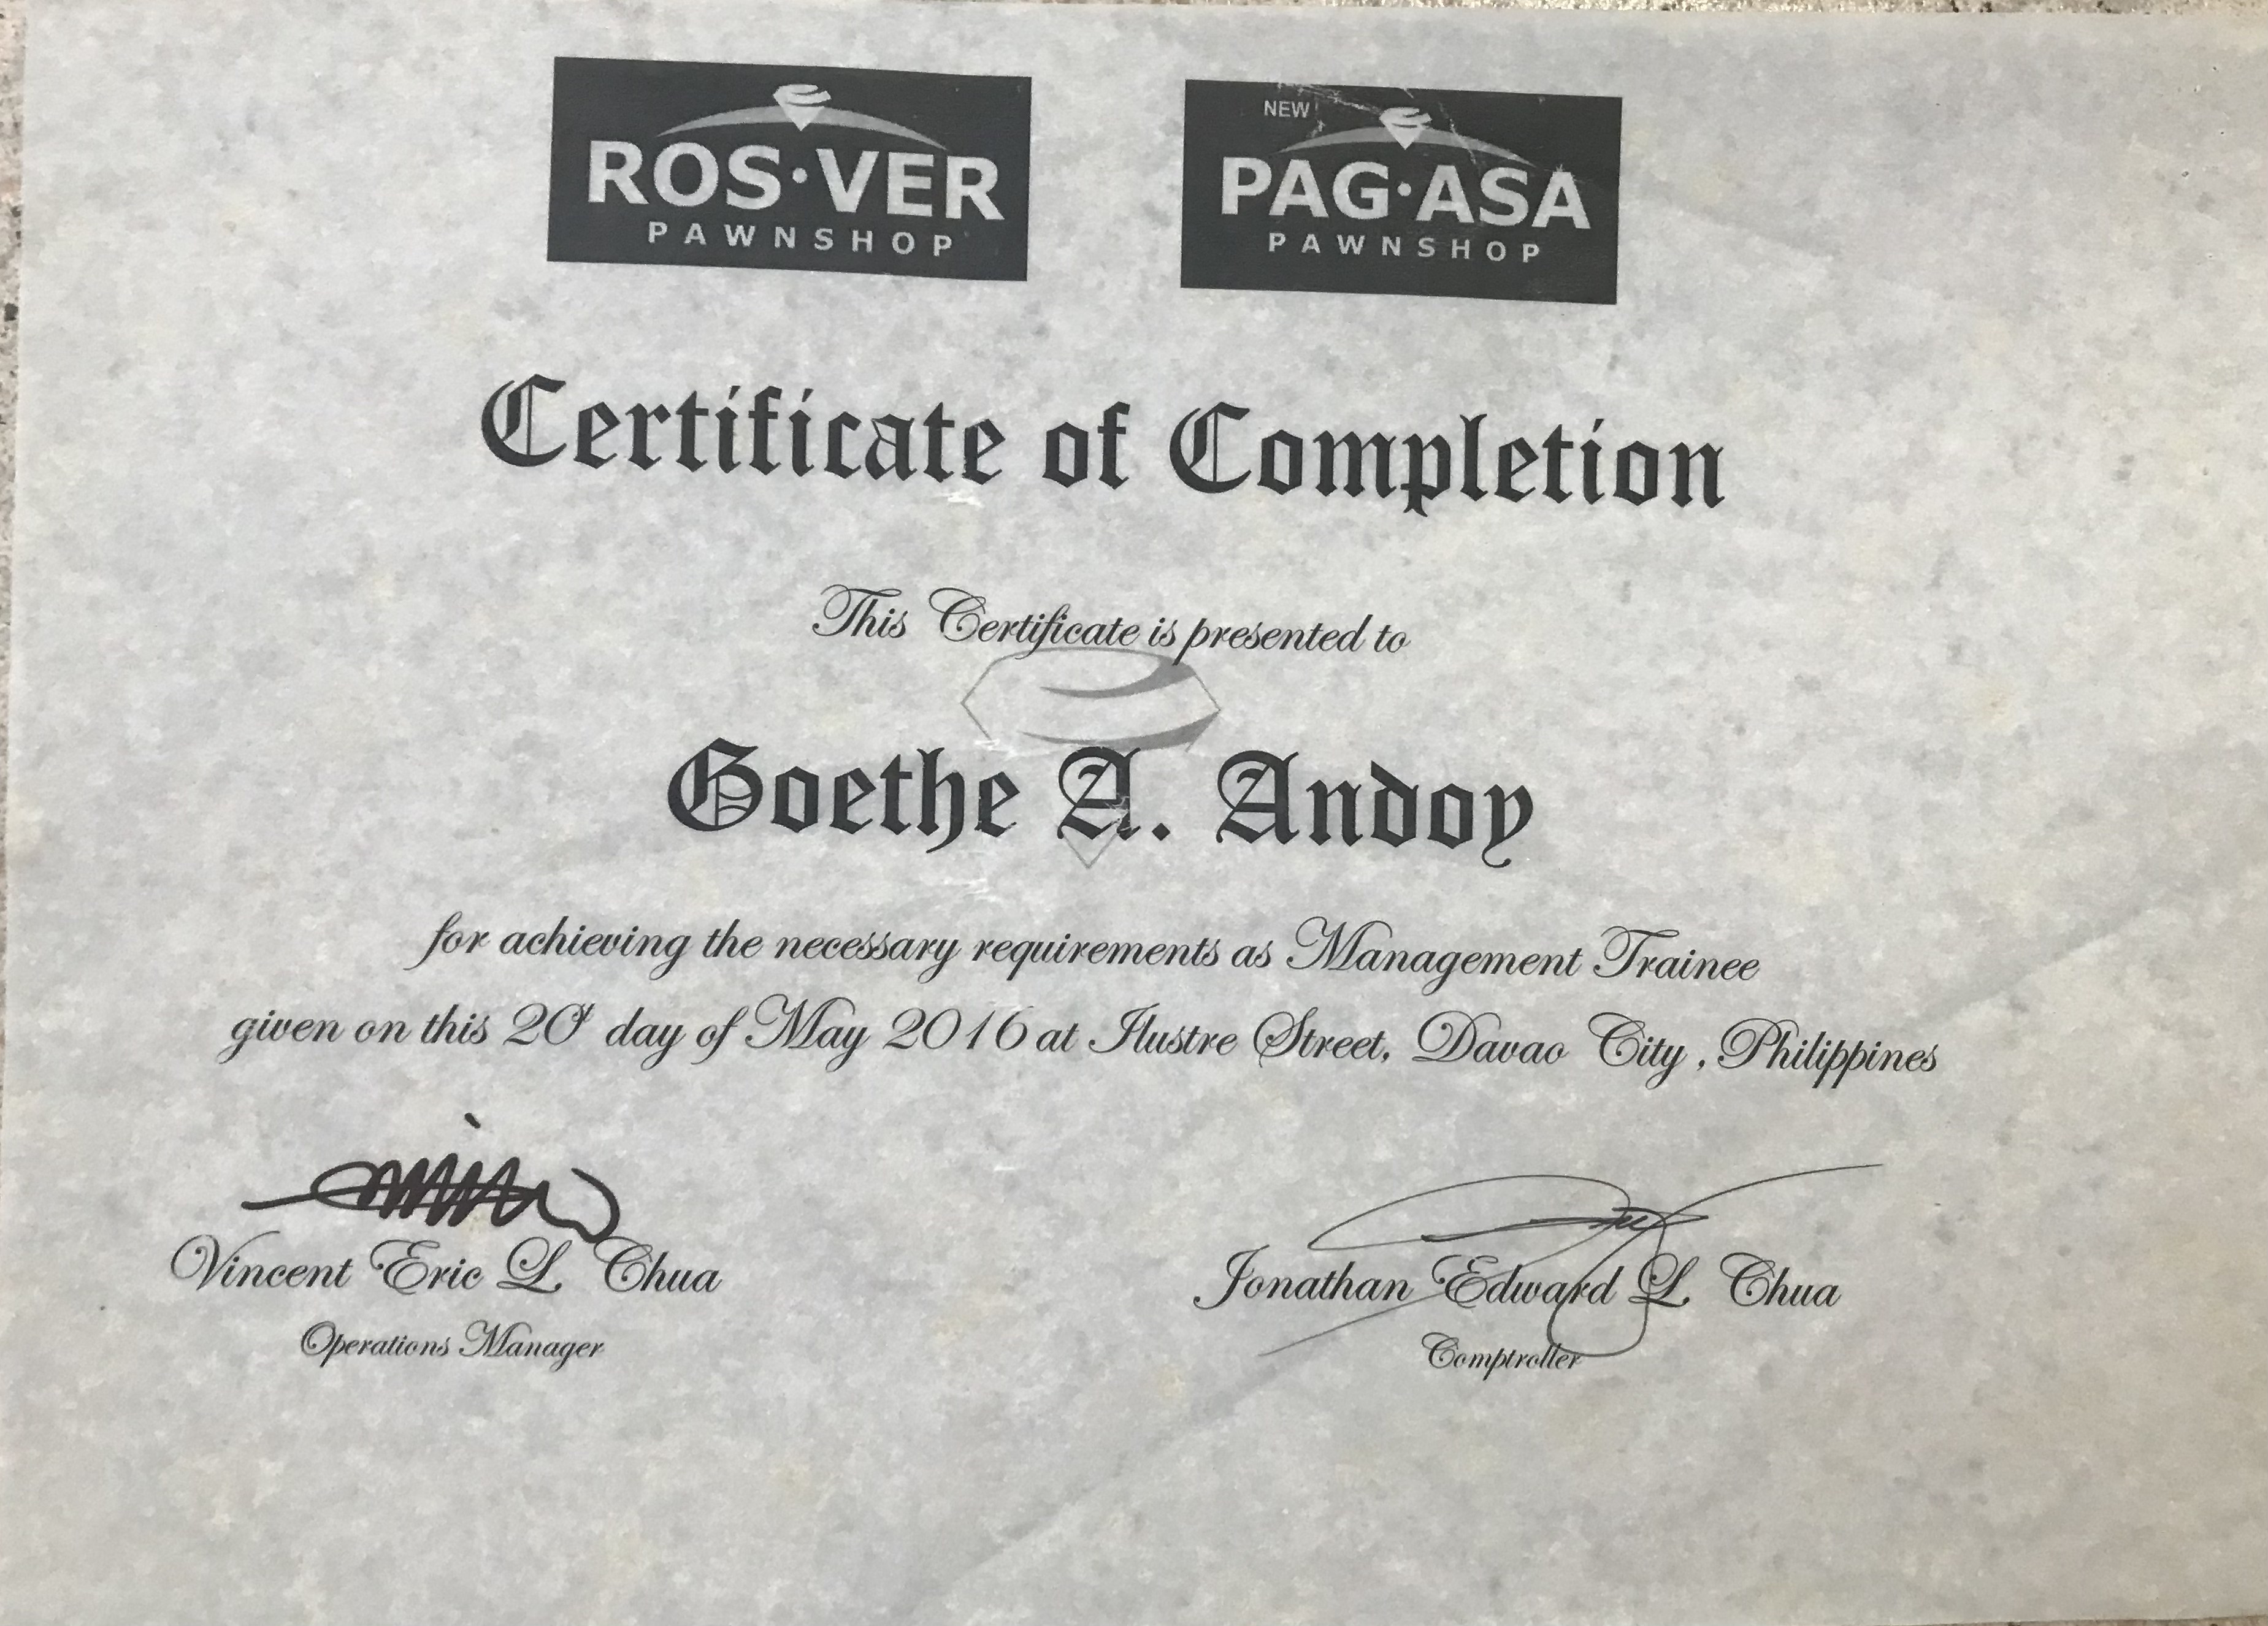 ROS·VER
PAWNSHOP
NEW
PAG·ASA
PAWNSHOP
Certificate of Completion
This Certificate is presented to
Goethe A. Andoy
for achieving the necessary requirements as Management Trainee
given on this 20t day of May 2016 at Ilustre Street, Davao City , Philippines
Vincent Eric L. Chua
Operations Manager
Jonathan Edward L. Chua
Comptroller